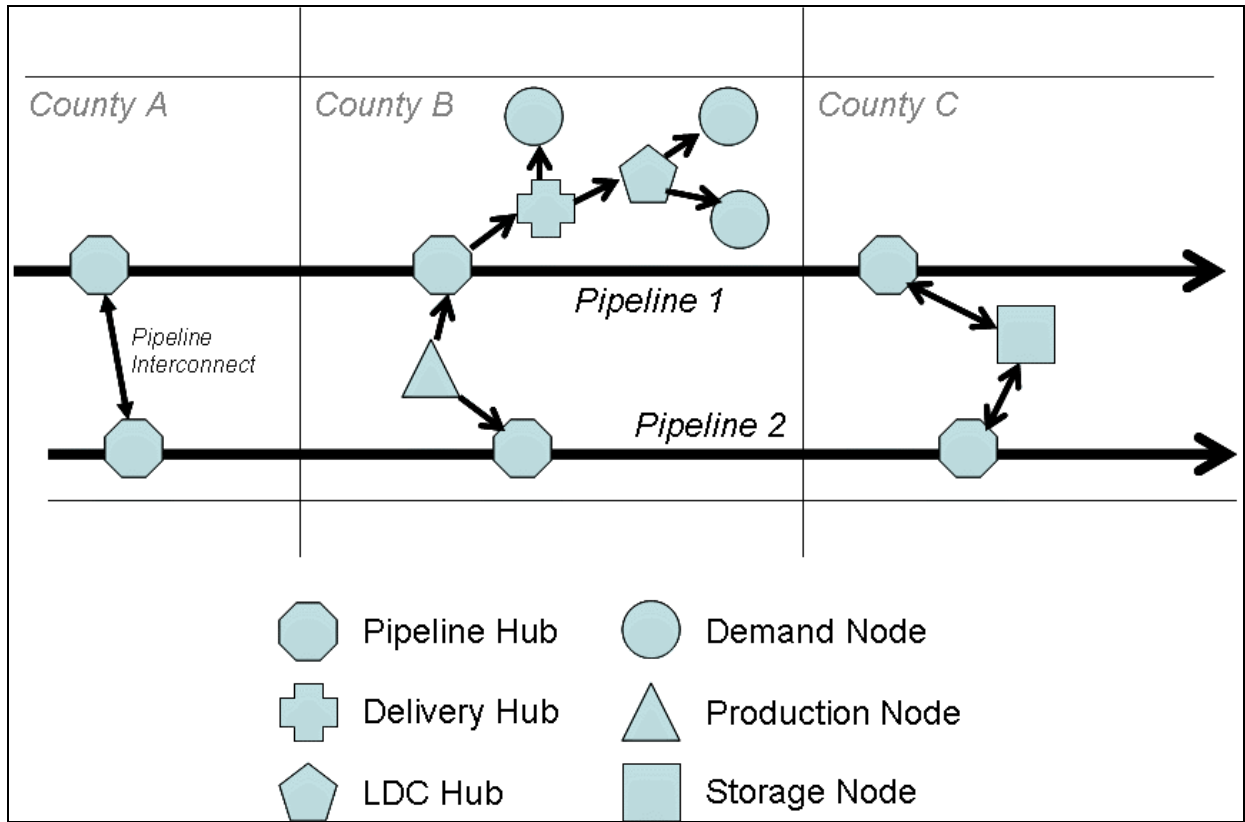 County A
County B
County C
Pipeline 1
Pipeline
Interconnect
Pipeline 2
Pipeline Hub
Demand Node
Delivery Hub
Production Node
LDC Hub
Storage Node